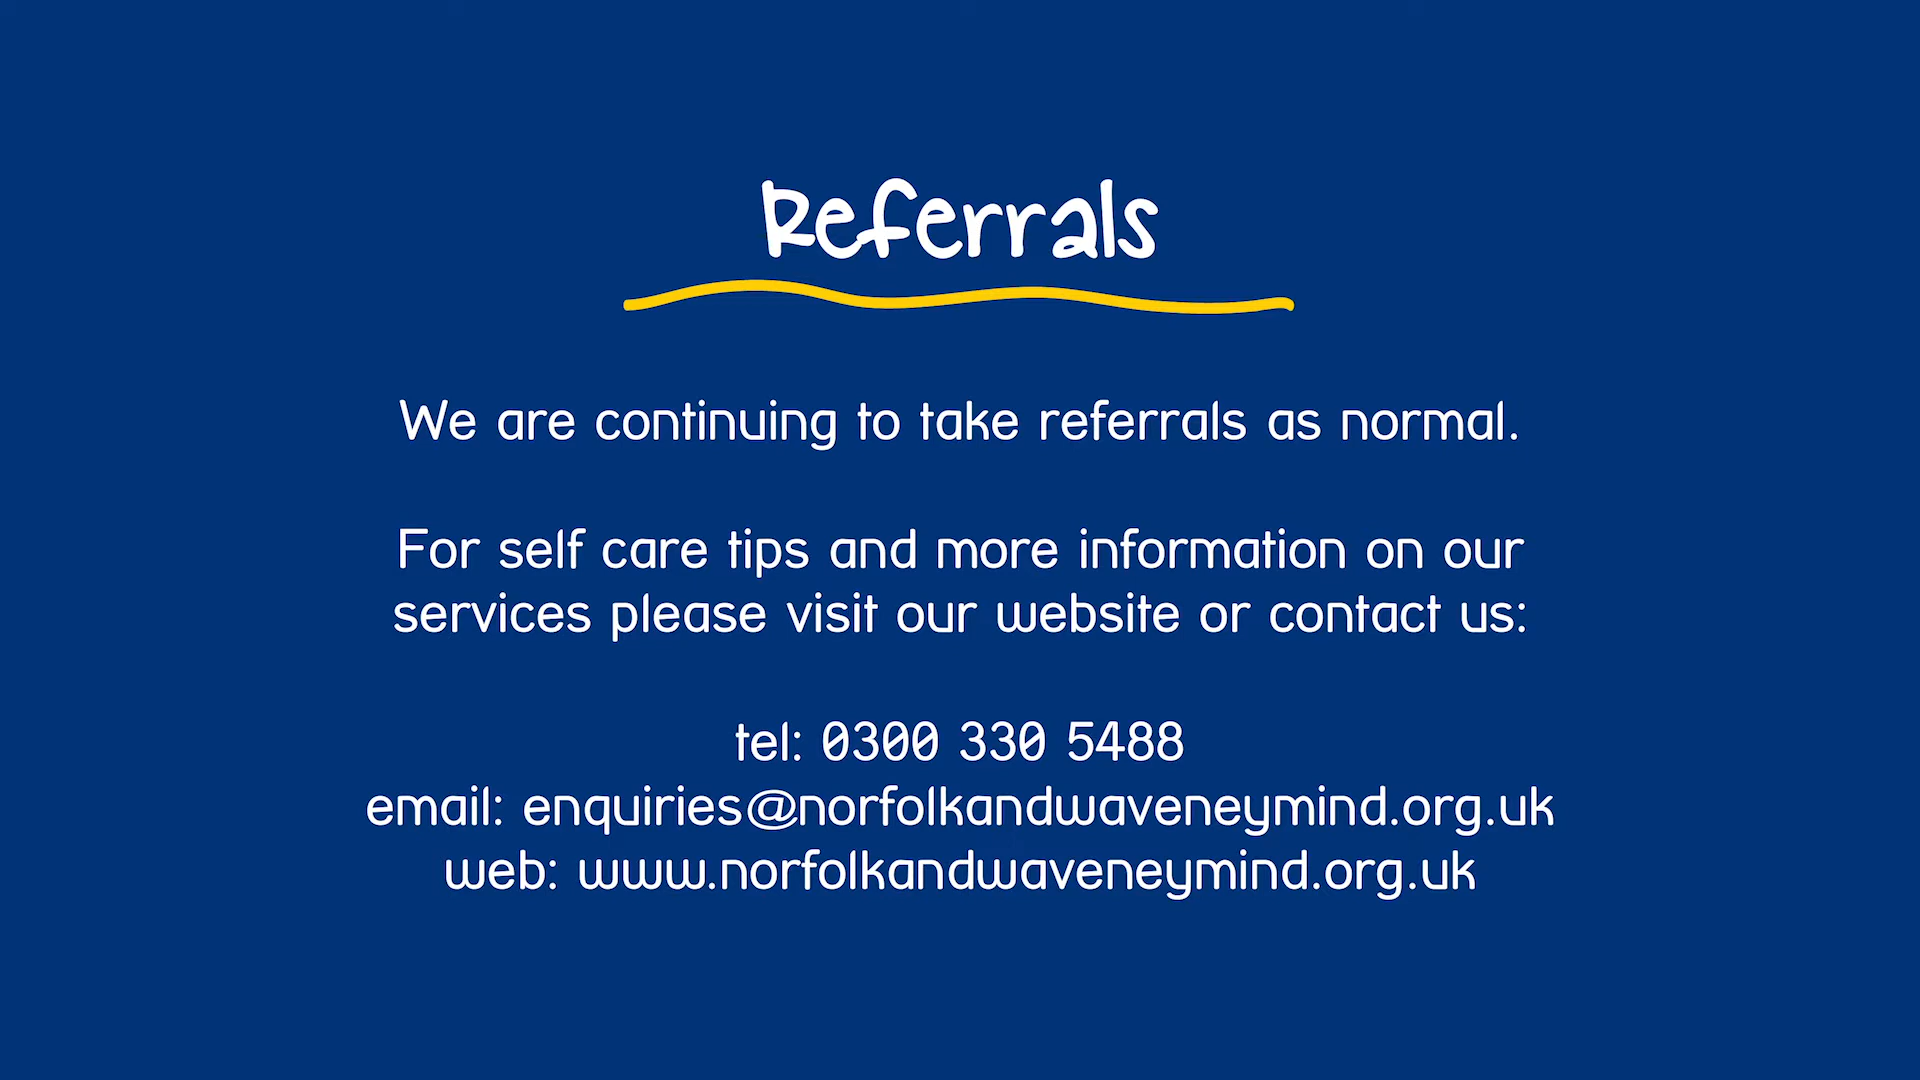 Referrals
We are continuing to take referrals as normal.
For self care tips and more information on our
services please visit our website or contact us:
tel: 0300 330 5488
email: enquiries@norfolkandwaveneymind.org.uk
web: www.norfolkandwaveneymind.org.uk